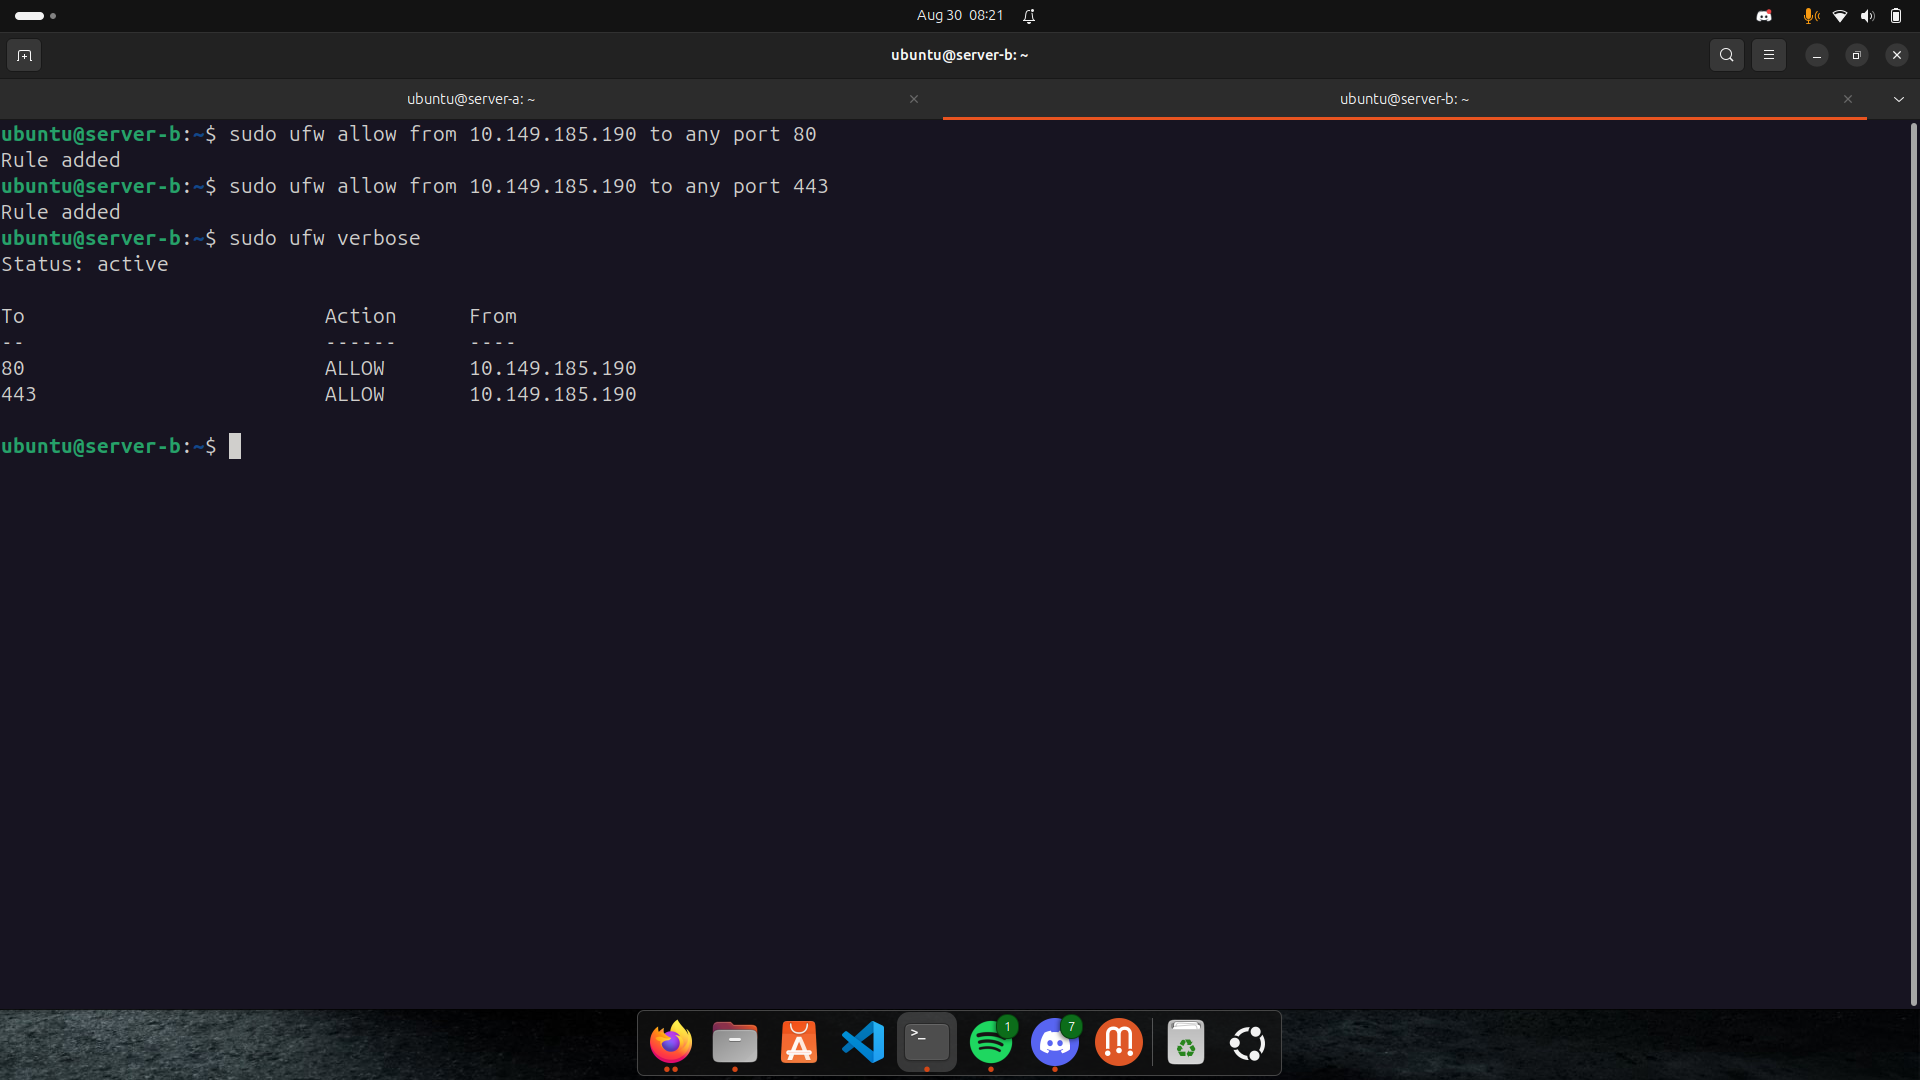 Aug 30 08:21
ubuntu@server-b: ~
ubuntu@server-a: ~
ubuntu@server-b: ~
ubuntu@server-b:~$ sudo ufw allow from 10.149.185.190 to any port 80
Rule added
ubuntu@server-b:~$ sudo ufw allow from 10.149.185.190 to any port 443
Rule added
ubuntu@server-b:~$ sudo ufw verbose
Status: active
To Action From
-- ------ ----
80 ALLOW 10.149.185.190
443 ALLOW 10.149.185.190
ubuntu@server-b:~$
>_
1
7